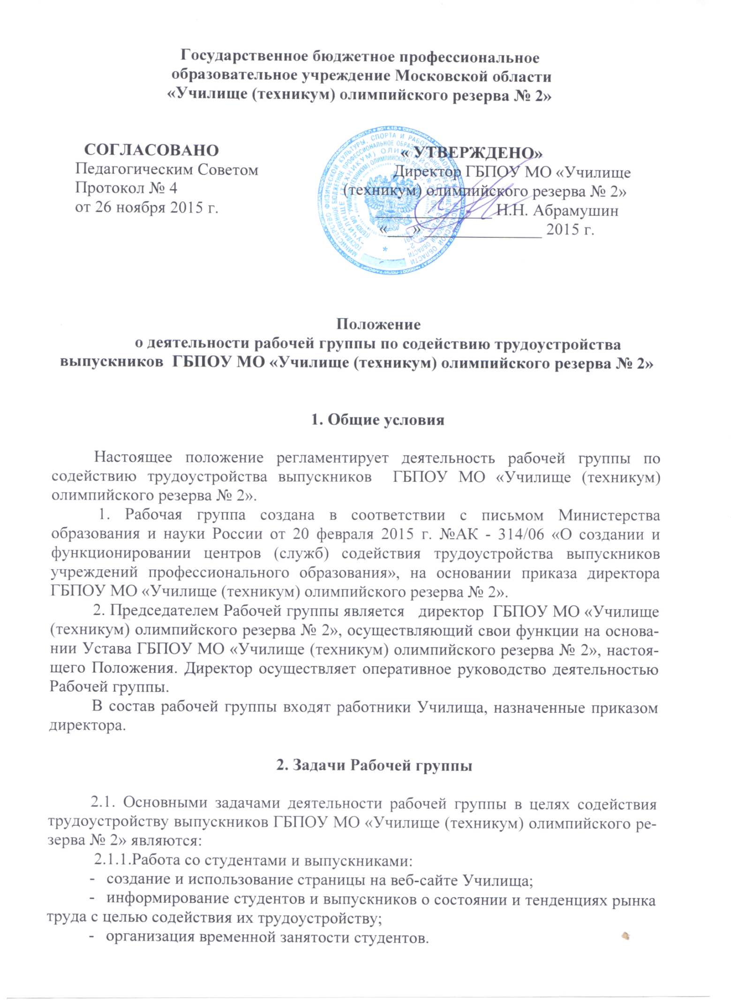 Государственное бюджетное профессиональное
образовательное учреждение Московской области
«Училище (техникум) олимпийского резерва № 2»
СОГЛАСОВАНО
Педагогическим Советом
Протокол № 4
от 26 ноября 2015 г.
« УТВЕРЖДЕНО»
Директор ГБПОУ МО «Училище
(техникум) олимпийского резерва № 2»
______________ Н.Н. Абрамушин
«___»______________ 2015 г.
Положение
о деятельности рабочей группы по содействию трудоустройства
выпускников ГБПОУ МО «Училище (техникум) олимпийского резерва № 2»
1. Общие условия
Настоящее положение регламентирует деятельность рабочей группы по
содействию трудоустройства выпускников ГБПОУ МО «Училище (техникум)
олимпийского резерва № 2».
1. Рабочая группа создана в соответствии с письмом Министерства
образования и науки России от 20 февраля 2015 г. №АК - 314/06 «О создании и
функционировании центров (служб) содействия трудоустройства выпускников
учреждений профессионального образования», на основании приказа директора
ГБПОУ МО «Училище (техникум) олимпийского резерва № 2».
2. Председателем Рабочей группы является директор ГБПОУ МО «Училище
(техникум) олимпийского резерва № 2», осуществляющий свои функции на основа-
нии Устава ГБПОУ МО «Училище (техникум) олимпийского резерва № 2», настоя-
щего Положения. Директор осуществляет оперативное руководство деятельностью
Рабочей группы.
В состав рабочей группы входят работники Училища, назначенные приказом
директора.
2. Задачи Рабочей группы
2.1. Основными задачами деятельности рабочей группы в целях содействия
трудоустройству выпускников ГБПОУ МО «Училище (техникум) олимпийского ре-
зерва № 2» являются:
2.1.1.Работа со студентами и выпускниками:
- создание и использование страницы на веб-сайте Училища;
- информирование студентов и выпускников о состоянии и тенденциях рынка
труда с целью содействия их трудоустройству;
- организация временной занятости студентов.